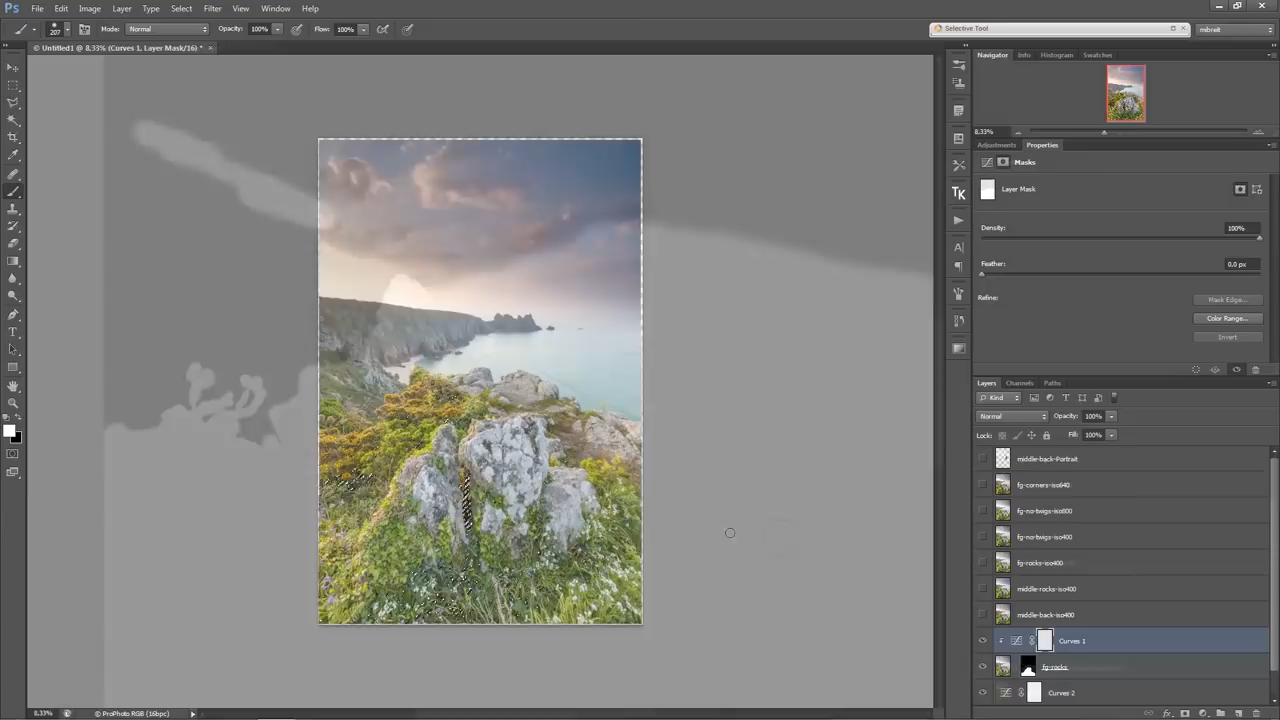 Ps File Edit Image Layer Type Select Filter View Window Help
207 Mode: Normal Opacity: 100% Flow: 100% Selective Tool mbreit
© Untitled1 @ 8,33% (Curves 1, Layer Mask/16) * ×
Navigator Info Histogram Swatches
8,33%
Adjustments Properties
Masks
Layer Mask
TK
Density: 100%
Feather: 0,0 px
Refine: Mask Edge...
Color Range...
Invert
Layers Channels Paths
Kind
Normal Opacity: 100%
Lock: Fill: 100%
middle-back-Portrait
fg-corners-iso640
fg-no-twigs-iso800
fg-no-twigs-iso400
fg-rocks-iso400
middle-rocks-iso400
middle-back-iso400
Curves 1
fg-rocks
Curves 2
8,33% ProPhoto RGB (16bpc)
fx